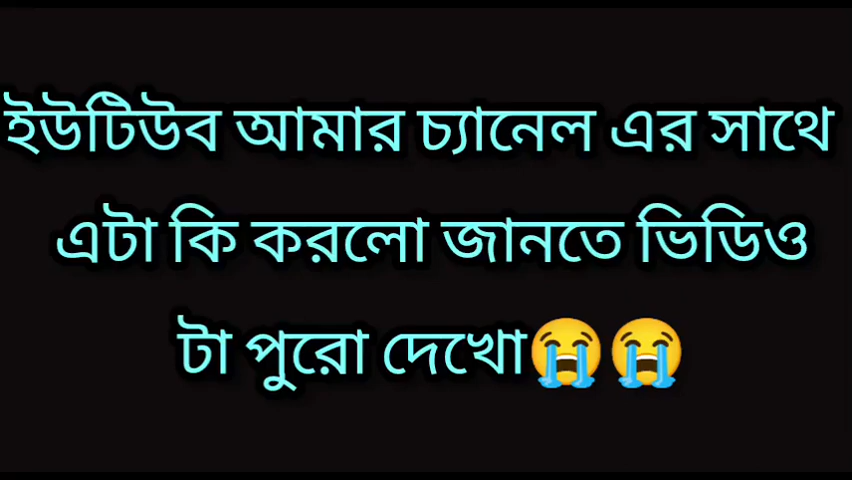 ইউটিউব আমার চ্যানেল এর সাথে
এটা কি করলো জানতে ভিডিও
টা পুরো দেখো😭😭